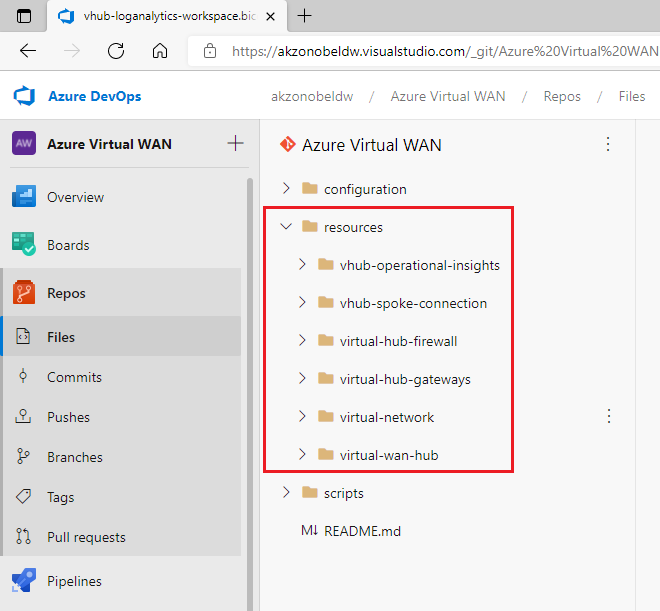 vhub-loganalytics-workspace.bic
https://akzonobeldw.visualstudio.com/_git/Azure%20Virtual%20WAN
Azure DevOps
akzonobeldw / Azure Virtual WAN / Repos / Files
AW Azure Virtual WAN
Overview
Boards
Repos
Files
Commits
Pushes
Branches
Tags
Pull requests
Pipelines
Azure Virtual WAN
configuration
resources
vhub-operational-insights
vhub-spoke-connection
virtual-hub-firewall
virtual-hub-gateways
virtual-network
virtual-wan-hub
scripts
M↓ README.md